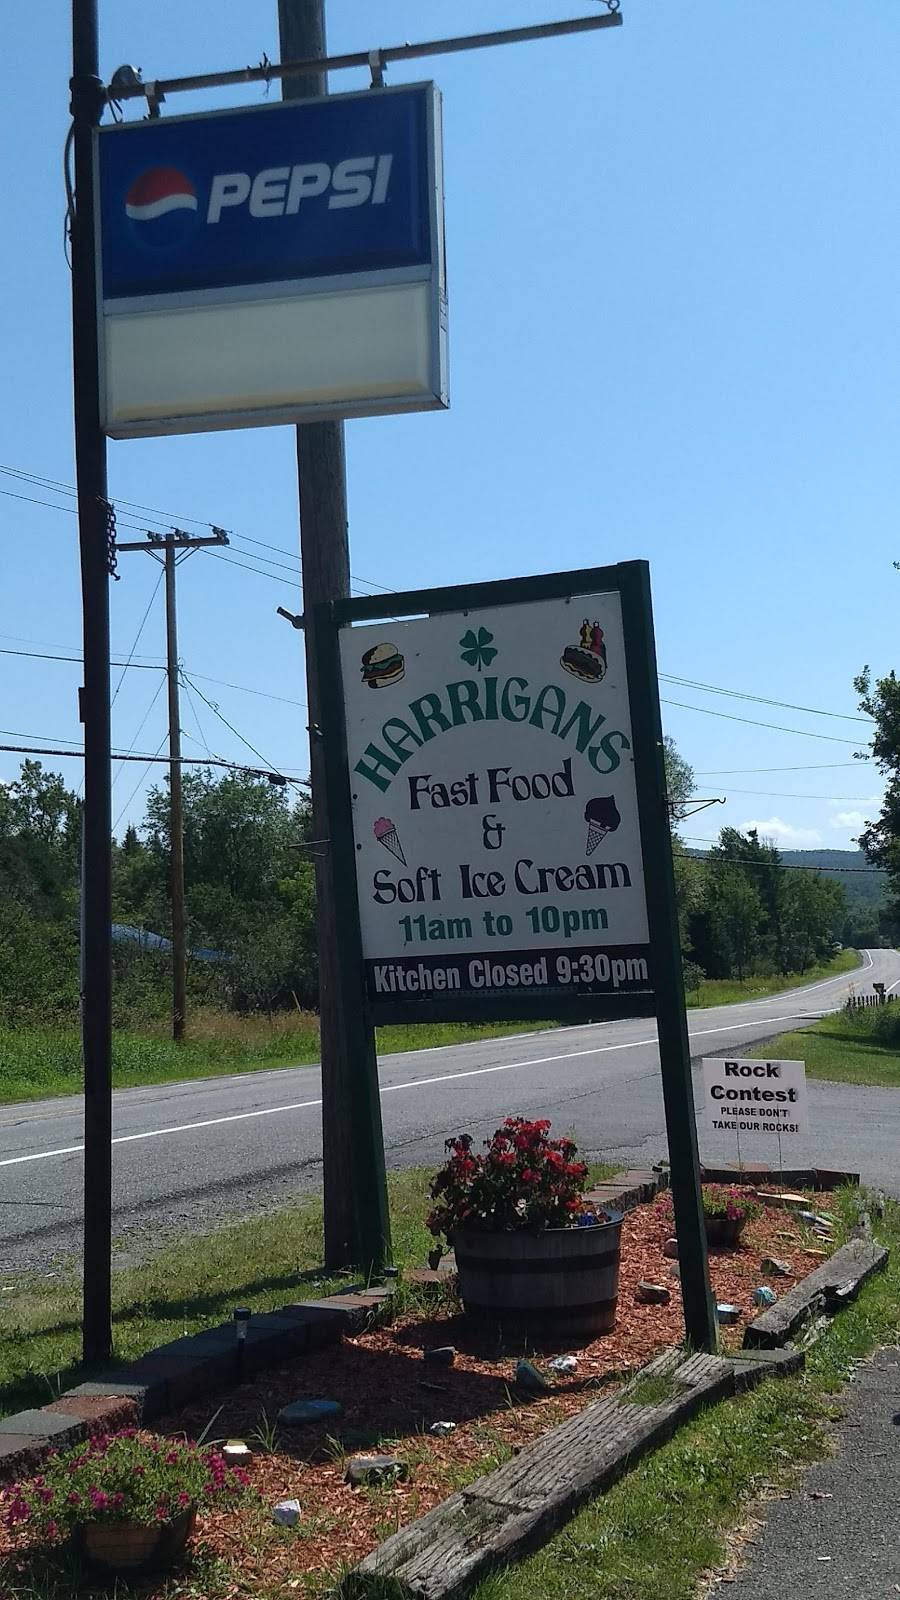 PEPSI
HARRIGANS
Fast Food
&
Soft Ice Cream
11am to 10pm
Kitchen Closed 9:30pm
Rock
Contest
PLEASE DON'T
TAKE OUR ROCKS!